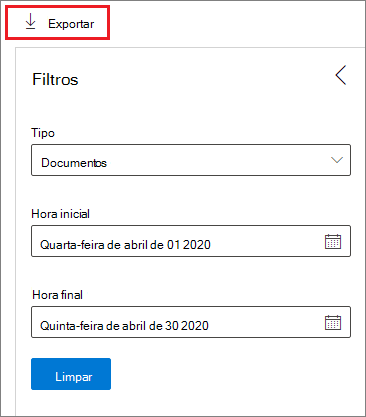 Exportar
Filtros
Tipo
Documentos
Hora inicial
Quarta-feira de abril de 01 2020
Hora final
Quinta-feira de abril de 30 2020
Limpar